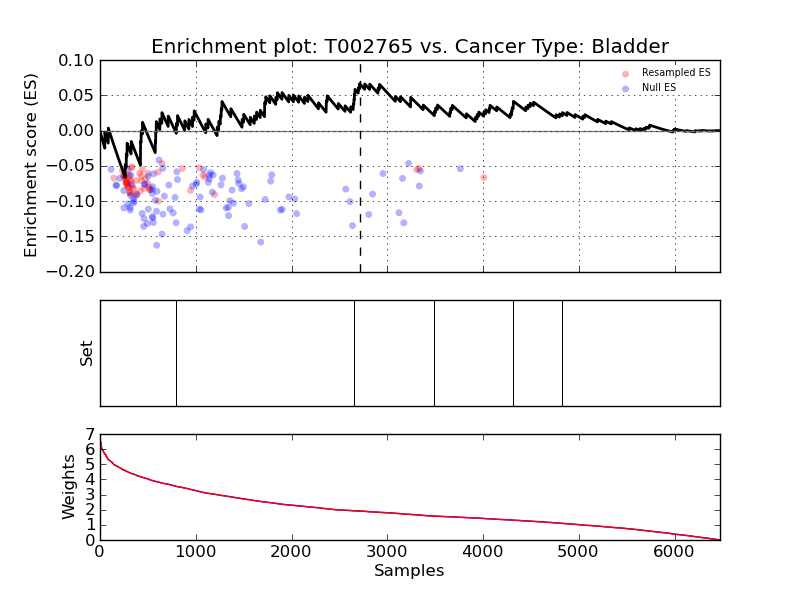 Enrichment plot: T002765 vs. Cancer Type: Bladder
0.10
0.05
0.00
−0.05
−0.10
−0.15
−0.20
Enrichment score (ES)
Resampled ES
Null ES
Set
7
6
5
4
3
2
1
0
Weights
0 1000 2000 3000 4000 5000 6000
Samples